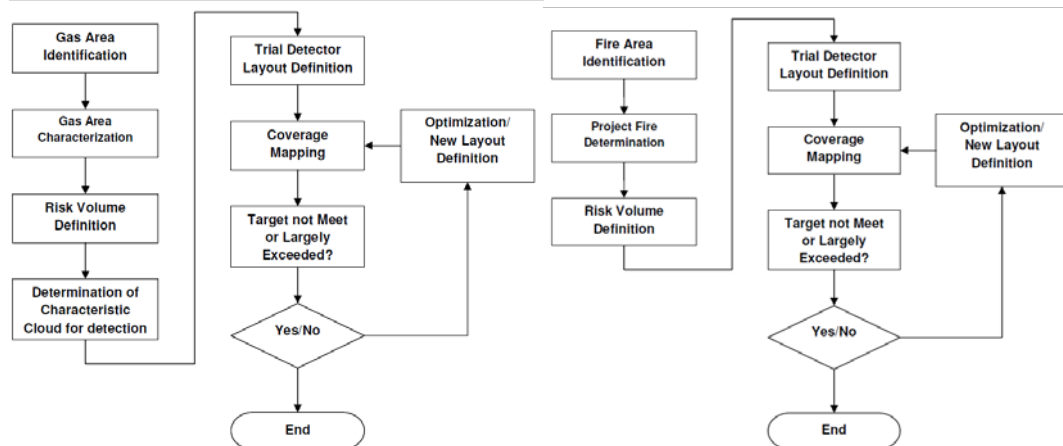 Gas Area
Identification
Gas Area
Characterization
Risk Volume
Definition
Determination of
Characteristic
Cloud for detection
Trial Detector
Layout Definition
Coverage
Mapping
Optimization/
New Layout
Definition
Target not Meet
or Largely
Exceeded?
Yes/No
End
Fire Area
Identification
Project Fire
Determination
Risk Volume
Definition
Trial Detector
Layout Definition
Coverage
Mapping
Optimization/
New Layout
Definition
Target not Meet
or Largely
Exceeded?
Yes/No
End